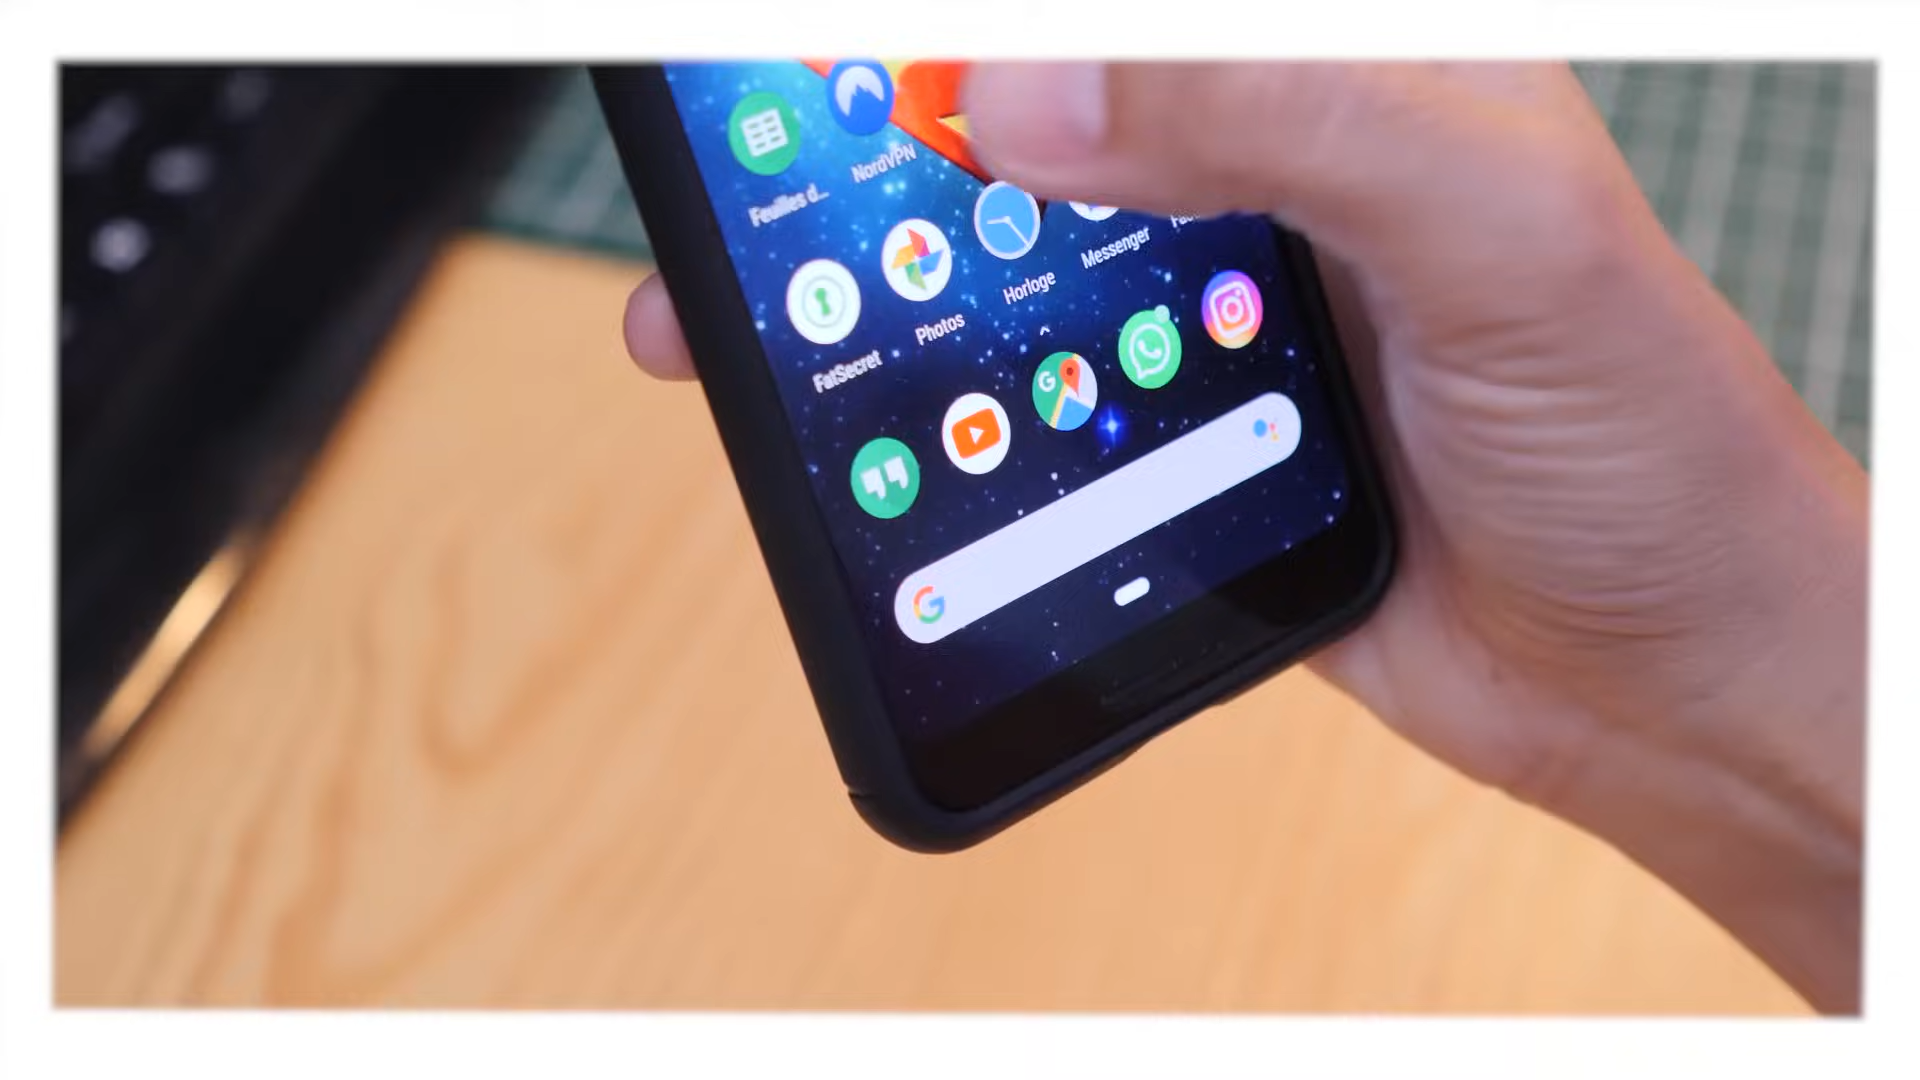 Feuilles d...
NordVPN
FatSecret
Photos
Horloge
Messenger
G
G